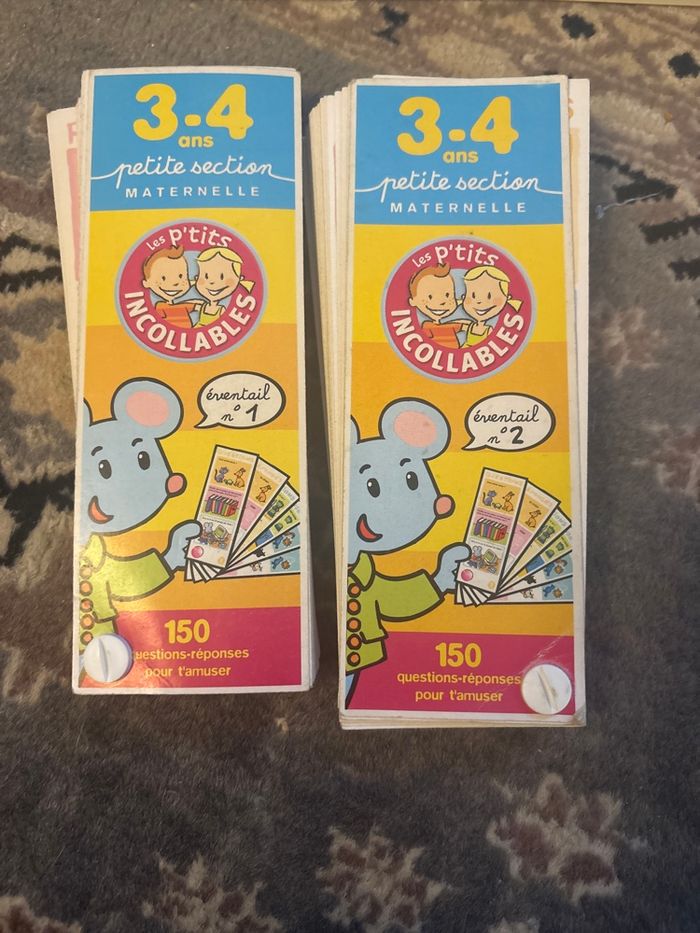 3-4
ans
petite section
MATERNELLE
Les p'tits
INCOLLABLES
éventail
n° 1
150
uestions-réponses
pour t'amuser
3-4
ans
petite section
MATERNELLE
Les p'tits
INCOLLABLES
éventail
n° 2
150
questions-réponses
pour t'amuser